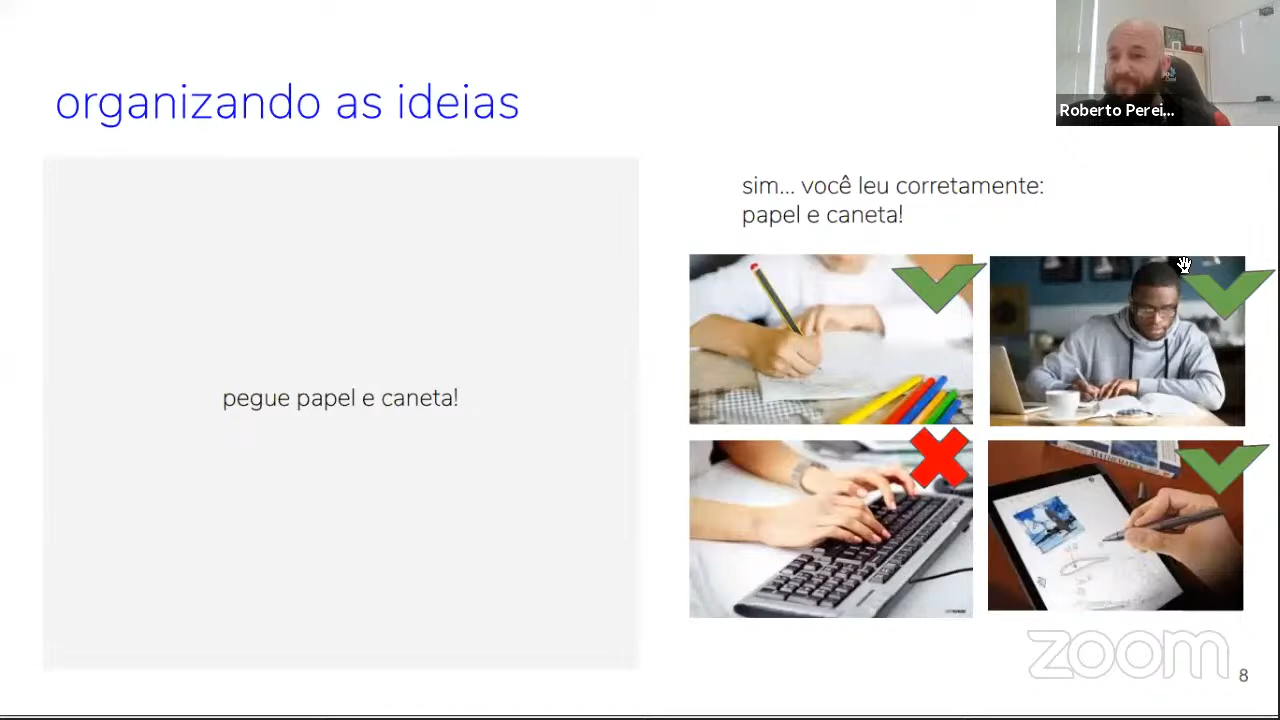 organizando as ideias
Roberto Perei...
sim... você leu corretamente:
papel e caneta!
pegue papel e caneta!
zoom
8